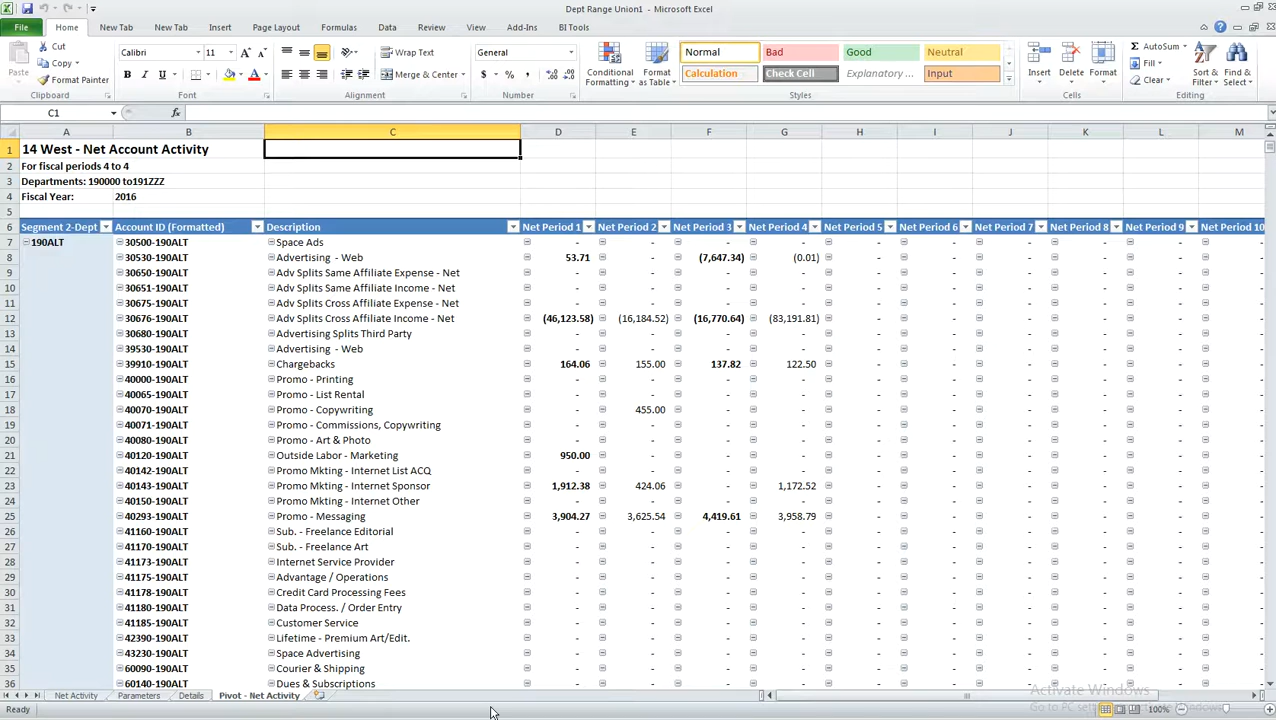 Dept Range Union1 - Microsoft Excel
File Home New Tab New Tab Insert Page Layout Formulas Data Review View Add-Ins BI Tools
Paste Cut Copy Format Painter Clipboard
Calibri 11 B I U A Font
Wrap Text Merge & Center Alignment
General $ % , Number
Conditional Formatting Format as Table
Normal Bad Good Neutral
Calculation Check Cell Explanatory ... Input
Styles
Insert Delete Format Cells
AutoSum Fill Clear Sort & Filter Find & Select Editing
C1 fx
A B C D E F G H I J K L M
1 14 West - Net Account Activity
2 For fiscal periods 4 to 4
3 Departments: 190000 to191ZZZ
4 Fiscal Year: 2016
5
6 Segment 2-Dept Account ID (Formatted) Description Net Period 1 Net Period 2 Net Period 3 Net Period 4 Net Period 5 Net Period 6 Net Period 7 Net Period 8 Net Period 9 Net Period 10
7 190ALT 30500-190ALT Space Ads - - - - - - - - - -
8 30530-190ALT Advertising - Web 53.71 - (7,647.34) (0.01) - - - - - -
9 30650-190ALT Adv Splits Same Affiliate Expense - Net - - - - - - - - - -
10 30651-190ALT Adv Splits Same Affiliate Income - Net - - - - - - - - - -
11 30675-190ALT Adv Splits Cross Affiliate Expense - Net - - - - - - - - - -
12 30676-190ALT Adv Splits Cross Affiliate Income - Net (46,123.58) (16,184.52) (16,770.64) (83,191.81) - - - - - -
13 30680-190ALT Advertising Splits Third Party - - - - - - - - - -
14 39530-190ALT Advertising - Web - - - - - - - - - -
15 39910-190ALT Chargebacks 164.06 155.00 137.82 122.50 - - - - - -
16 40000-190ALT Promo - Printing - - - - - - - - - -
17 40065-190ALT Promo - List Rental - - - - - - - - - -
18 40070-190ALT Promo - Copywriting - 455.00 - - - - - - - -
19 40071-190ALT Promo - Commissions, Copywriting - - - - - - - - - -
20 40080-190ALT Promo - Art & Photo - - - - - - - - - -
21 40120-190ALT Outside Labor - Marketing 950.00 - - - - - - - - -
22 40142-190ALT Promo Mkting - Internet List ACQ - - - - - - - - - -
23 40143-190ALT Promo Mkting - Internet Sponsor 1,912.38 424.06 - 1,172.52 - - - - - -
24 40150-190ALT Promo Mkting - Internet Other - - - - - - - - - -
25 40293-190ALT Promo - Messaging 3,904.27 3,625.54 4,419.61 3,958.79 - - - - - -
26 41160-190ALT Sub. - Freelance Editorial - - - - - - - - - -
27 41170-190ALT Sub. - Freelance Art - - - - - - - - - -
28 41173-190ALT Internet Service Provider - - - - - - - - - -
29 41175-190ALT Advantage / Operations - - - - - - - - - -
30 41178-190ALT Credit Card Processing Fees - - - - - - - - - -
31 41180-190ALT Data Process. / Order Entry - - - - - - - - - -
32 41185-190ALT Customer Service - - - - - - - - - -
33 42390-190ALT Lifetime - Premium Art/Edit. - - - - - - - - - -
34 43230-190ALT Space Advertising - - - - - - - - - -
35 60090-190ALT Courier & Shipping - - - - - - - - - -
36 60140-190ALT Dues & Subscriptions - - - - - - - - - -
Net Activity Parameters Details Pivot - Net Activity
Activate Windows
Go to PC settings to activate Windows.
Ready 100%